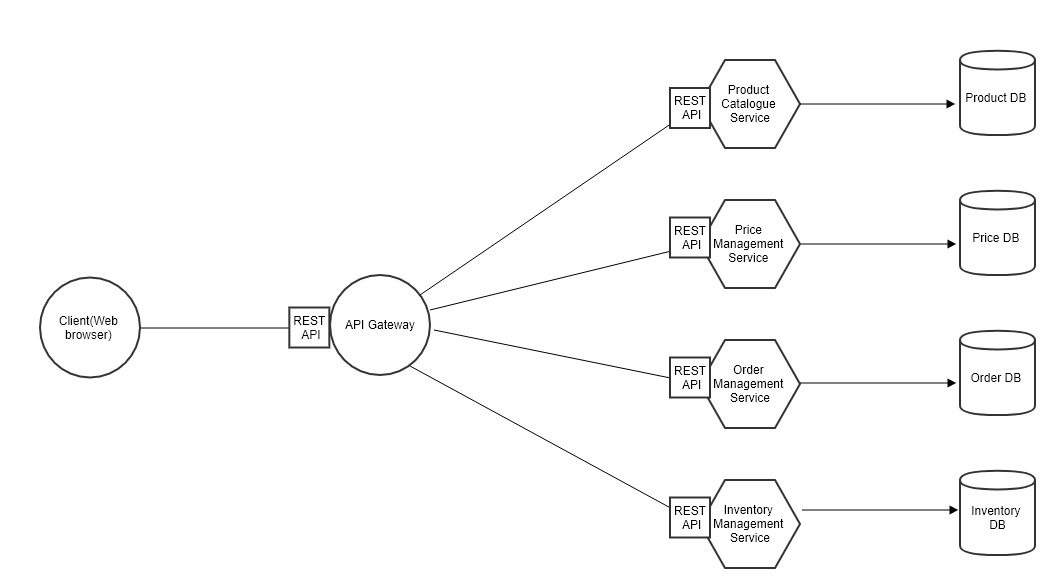 REST
API
Product
Catalogue
Service
Product DB
REST
API
Price
Management
Service
Price DB
Client(Web
browser)
REST
API
API Gateway
REST
API
Order
Management
Service
Order DB
REST
API
Inventory
Management
Service
Inventory
DB